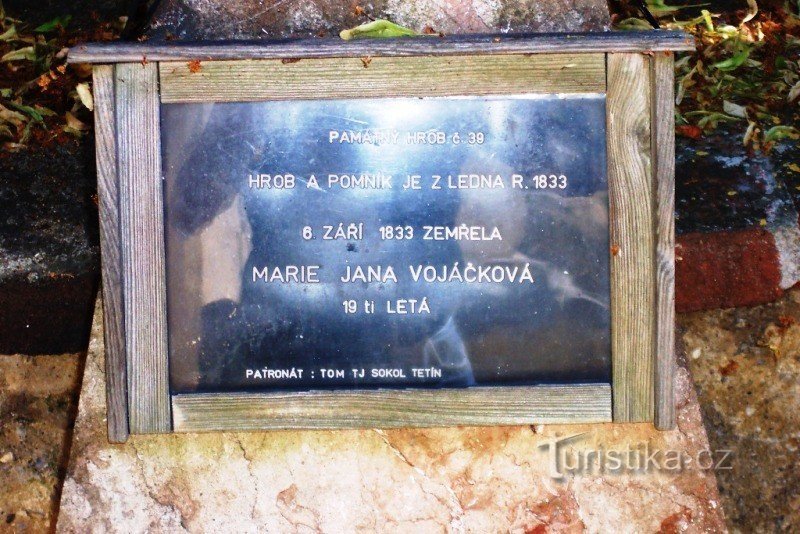 PAMÁTNÝ HROB č.39
HROB A POMNÍK JE Z LEDNA R. 1833
6. ZÁŘÍ 1833 ZEMŘELA
MARIE JANA VOJÁČKOVÁ
19 ti LETÁ
PATRONÁT : TOM TJ SOKOL TETÍN
Turistika.cz